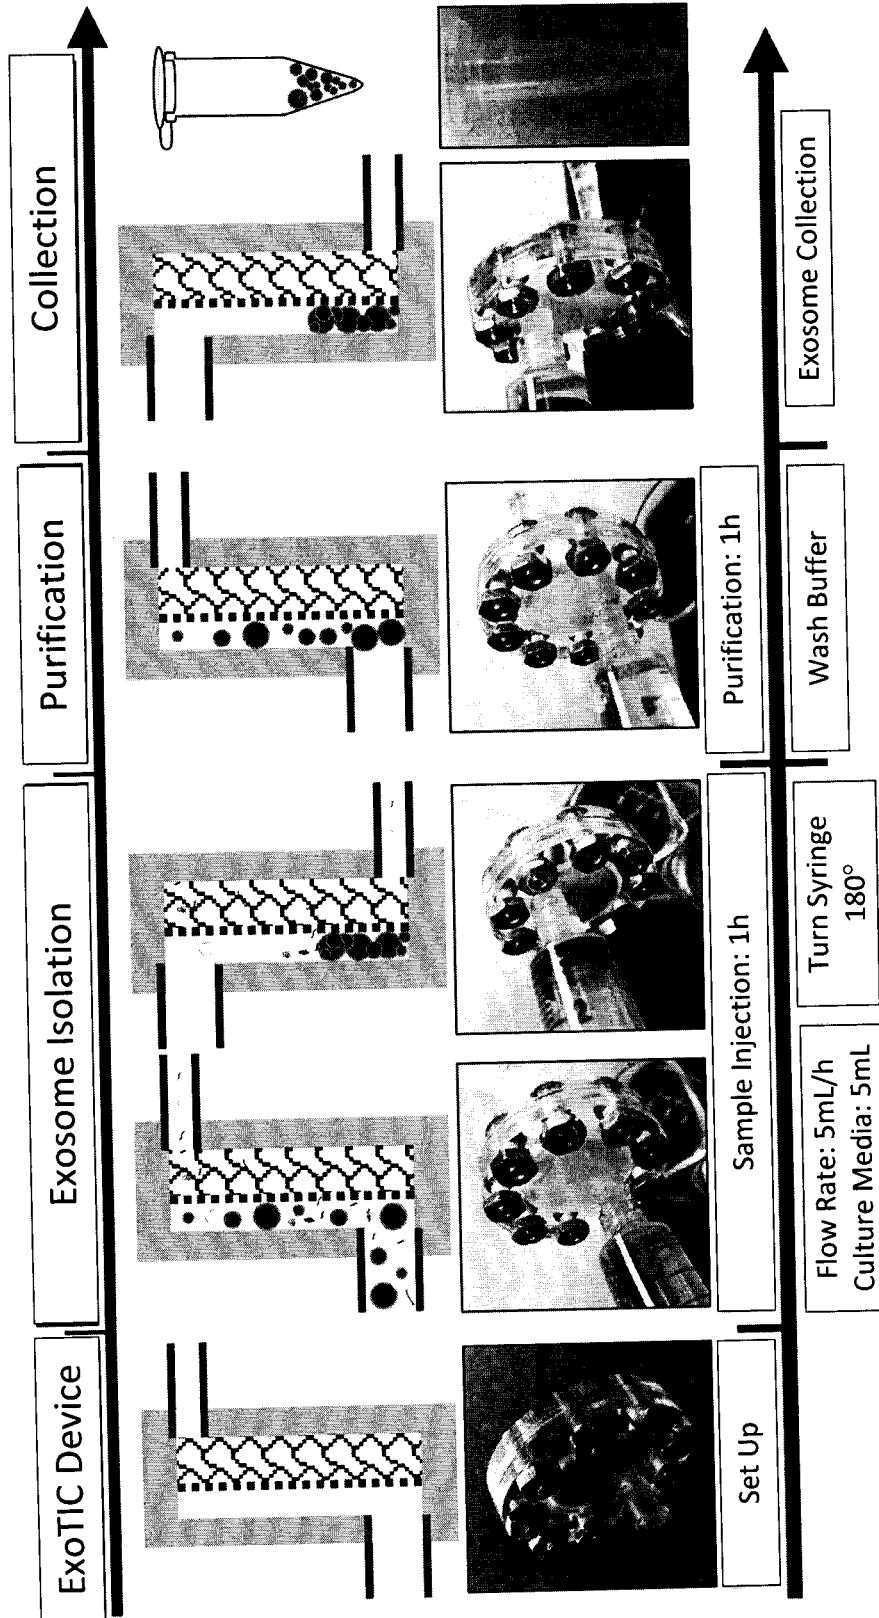 ExoTIC Device
Exosome Isolation
Purification
Collection
Set Up
Sample Injection: 1h
Purification: 1h
Flow Rate: 5mL/h
Culture Media: 5mL
Turn Syringe
180°
Wash Buffer
Exosome Collection